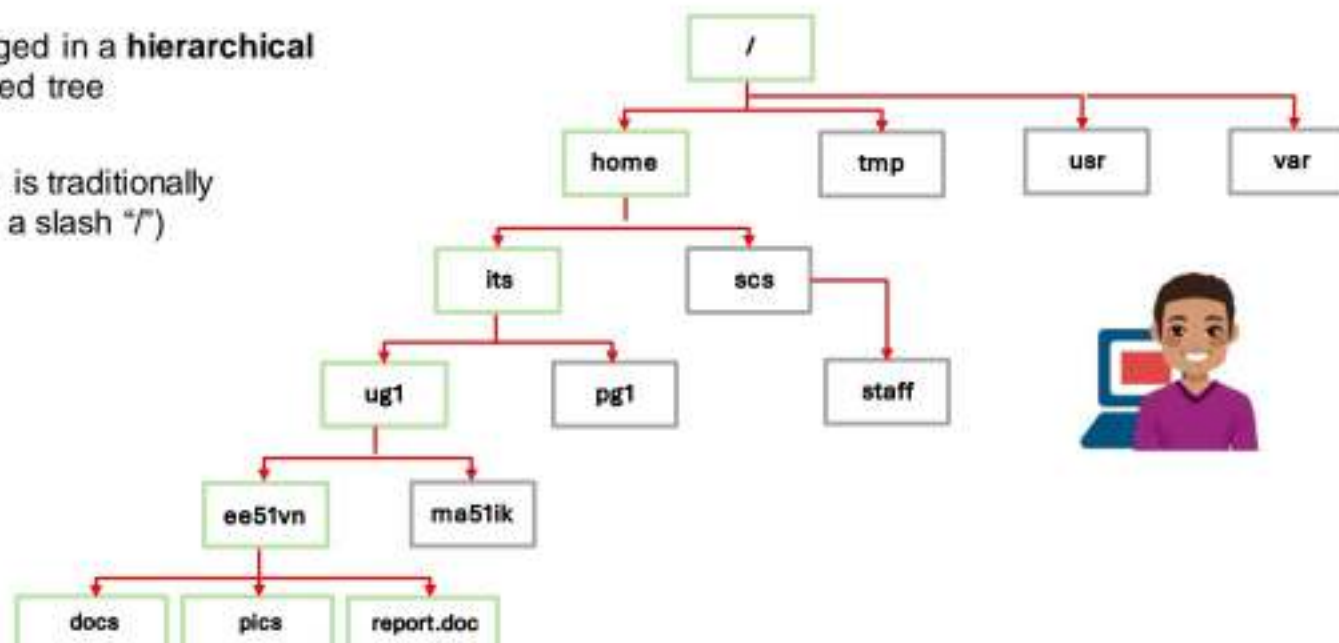 ged in a hierarchical
ed tree
is traditionally
a slash “/”)
/
home tmp usr var
its scs
ug1 pg1 staff
ee51vn ma51ik
docs pics report.doc